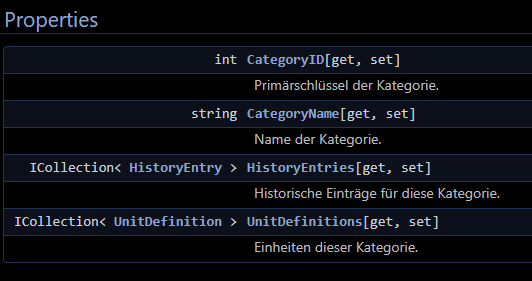 Properties
int CategoryID[get, set]
Primärschlüssel der Kategorie.
string CategoryName[get, set]
Name der Kategorie.
ICollection< HistoryEntry > HistoryEntries[get, set]
Historische Einträge für diese Kategorie.
ICollection< UnitDefinition > UnitDefinitions[get, set]
Einheiten dieser Kategorie.